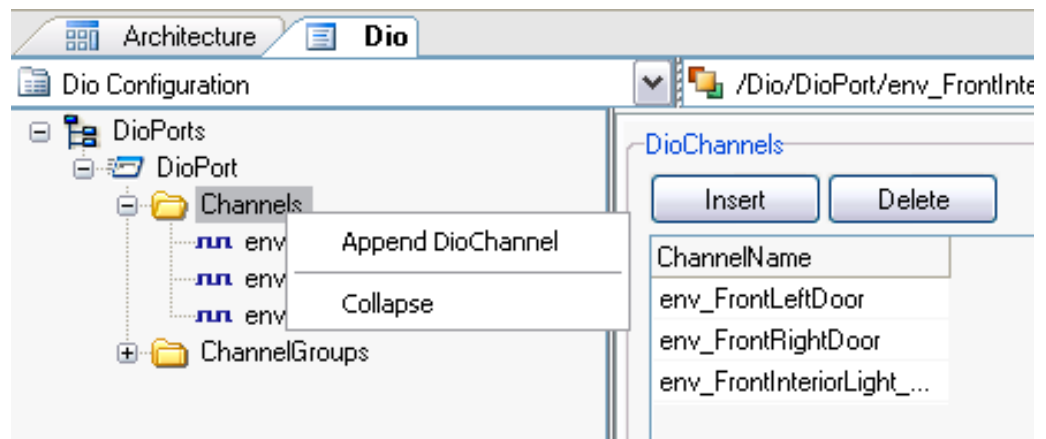 Architecture
Dio
Dio Configuration
/Dio/DioPort/env_FrontInte
DioPorts
DioPort
Channels
env
env
env
ChannelGroups
Append DioChannel
Collapse
DioChannels
Insert
Delete
ChannelName
env_FrontLeftDoor
env_FrontRightDoor
env_FrontInteriorLight_...